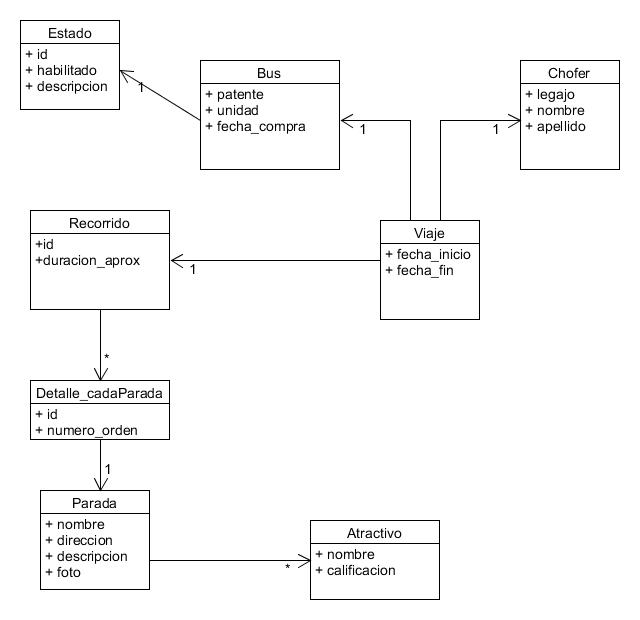 Estado
+ id
+ habilitado
+ descripcion
1
Bus
+ patente
+ unidad
+ fecha_compra
1
Chofer
+ legajo
+ nombre
+ apellido
1
Recorrido
+id
+duracion_aprox
1
Viaje
+ fecha_inicio
+ fecha_fin
*
Detalle_cadaParada
+ id
+ numero_orden
1
Parada
+ nombre
+ direccion
+ descripcion
+ foto
*
Atractivo
+ nombre
+ calificacion